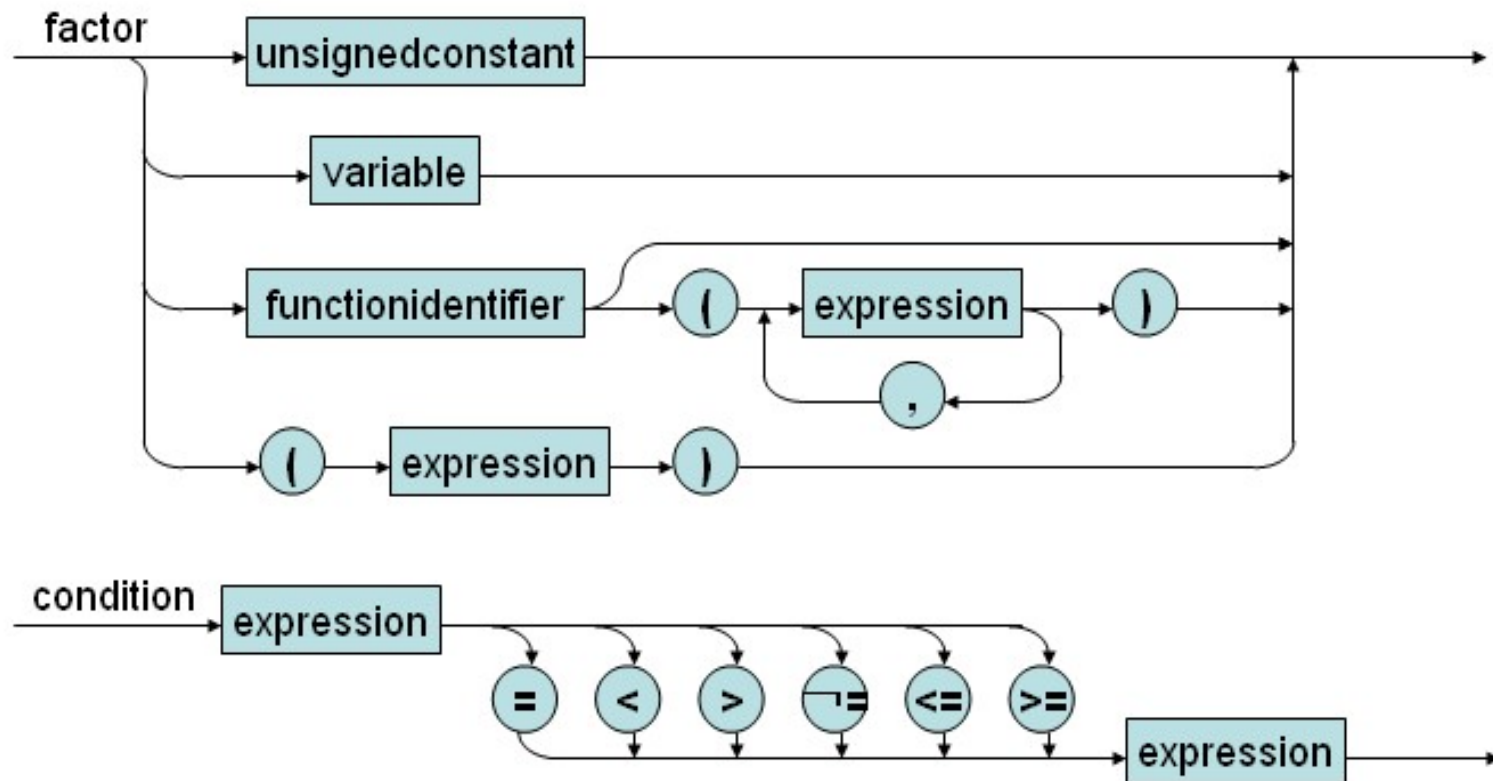 factor
unsignedconstant
variable
functionidentifier ( expression )
,
( expression )
condition
expression
= < > ¬= <= >=
expression